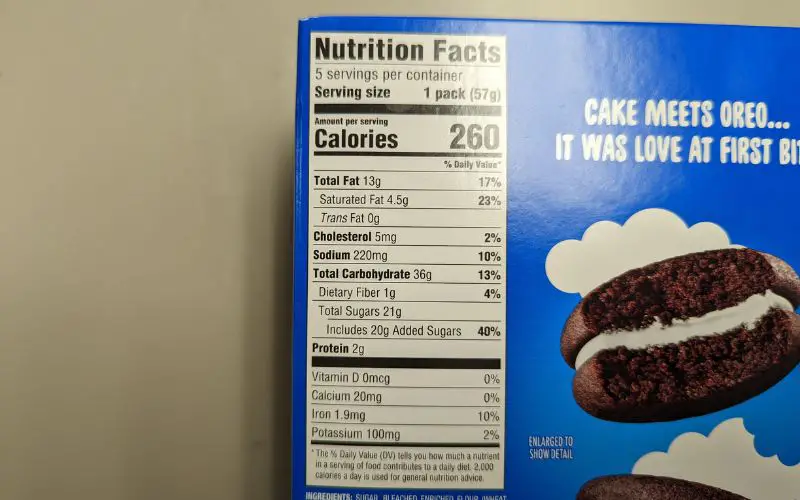 Nutrition Facts
5 servings per container
Serving size 1 pack (57g)
Amount per serving
Calories 260
% Daily Value*
Total Fat 13g 17%
Saturated Fat 4.5g 23%
Trans Fat 0g
Cholesterol 5mg 2%
Sodium 220mg 10%
Total Carbohydrate 36g 13%
Dietary Fiber 1g 4%
Total Sugars 21g
Includes 20g Added Sugars 40%
Protein 2g
Vitamin D 0mcg 0%
Calcium 20mg 0%
Iron 1.9mg 10%
Potassium 100mg 2%
* The % Daily Value (DV) tells you how much a nutrient
in a serving of food contributes to a daily diet. 2,000
calories a day is used for general nutrition advice.
INGREDIENTS: SUGAR, BLEACHED ENRICHED FLOUR (WHEAT
CAKE MEETS OREO...
IT WAS LOVE AT FIRST
ENLARGED TO
SHOW DETAIL